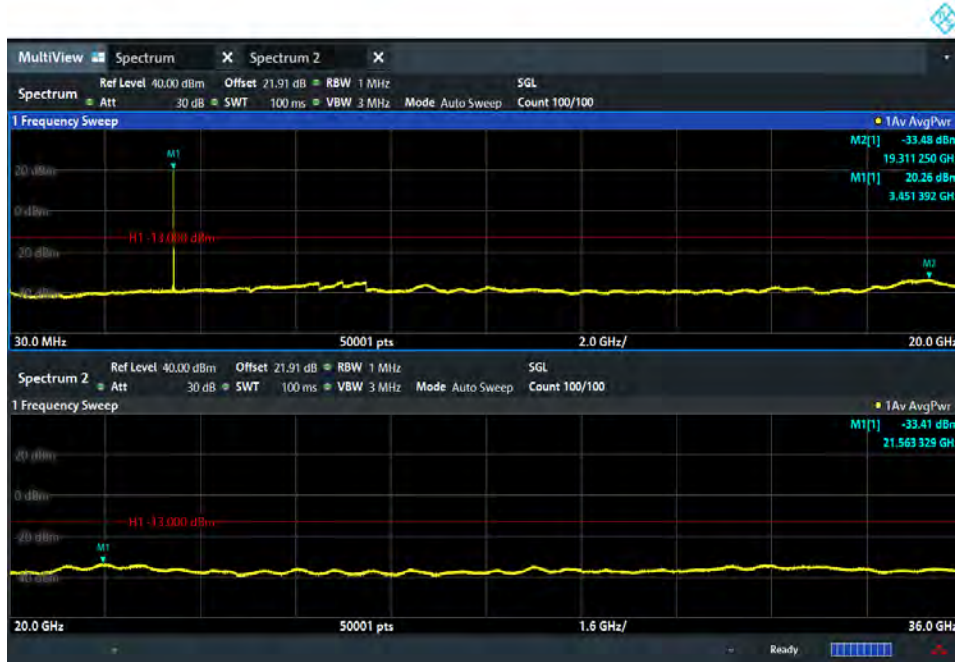 MultiView Spectrum X Spectrum 2 X
Ref Level 40.00 dBm Offset 21.91 dB RBW 1 MHz SGL
Spectrum
Att 30 dB SWT 100 ms VBW 3 MHz Mode Auto Sweep Count 100/100
1 Frequency Sweep 1Av AvgPwr
M2[1] -33.48 dBm
19.311 250 GH
M1[1] 20.26 dBm
3.451 392 GH
M1
20 dBm
0 dBm
H1 -13.000 dBm
-20 dBm
M2
-40 dBm
30.0 MHz 50001 pts 2.0 GHz/ 20.0 GHz
Ref Level 40.00 dBm Offset 21.91 dB RBW 1 MHz SGL
Spectrum 2
Att 30 dB SWT 100 ms VBW 3 MHz Mode Auto Sweep Count 100/100
1 Frequency Sweep 1Av AvgPwr
M1[1] -33.41 dBm
21.563 329 GH
20 dBm
0 dBm
H1 -13.000 dBm
-20 dBm
M1
-40 dBm
20.0 GHz 50001 pts 1.6 GHz/ 36.0 GHz
Ready